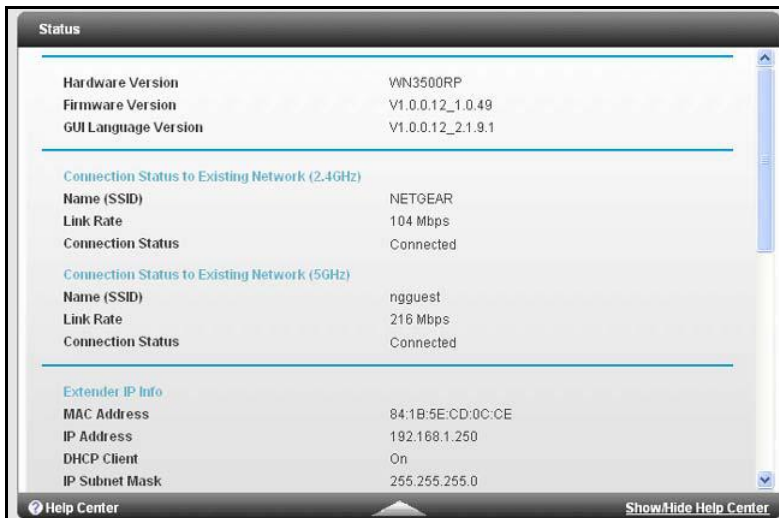 Status
Hardware Version WN3500RP
Firmware Version V1.0.0.12_1.0.49
GUI Language Version V1.0.0.12_2.1.9.1
Connection Status to Existing Network (2.4GHz)
Name (SSID) NETGEAR
Link Rate 104 Mbps
Connection Status Connected
Connection Status to Existing Network (5GHz)
Name (SSID) ngguest
Link Rate 216 Mbps
Connection Status Connected
Extender IP Info
MAC Address 84:1B:5E:CD:0C:CE
IP Address 192.168.1.250
DHCP Client On
IP Subnet Mask 255.255.255.0
Help Center Show/Hide Help Center